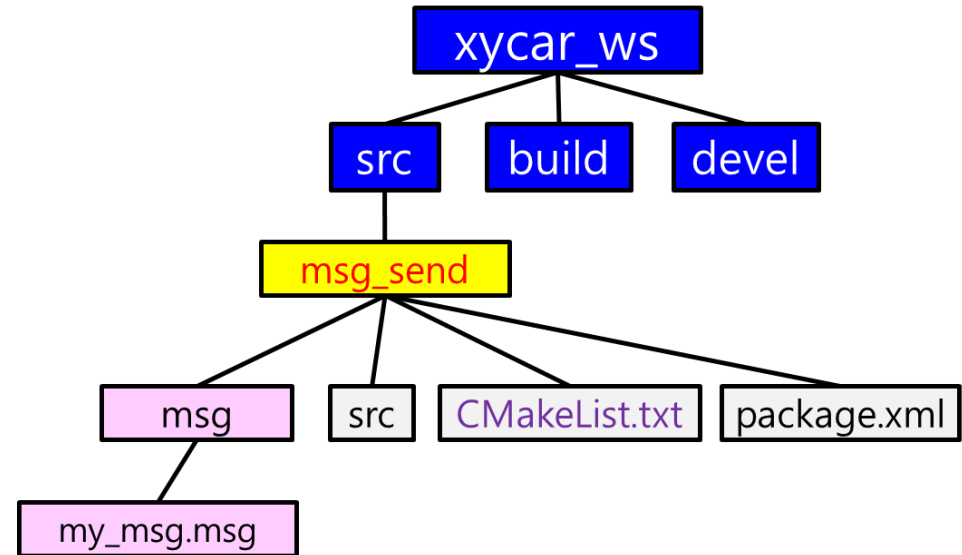 xycar_ws
src
build
devel
msg_send
msg
src
CMakeList.txt
package.xml
my_msg.msg